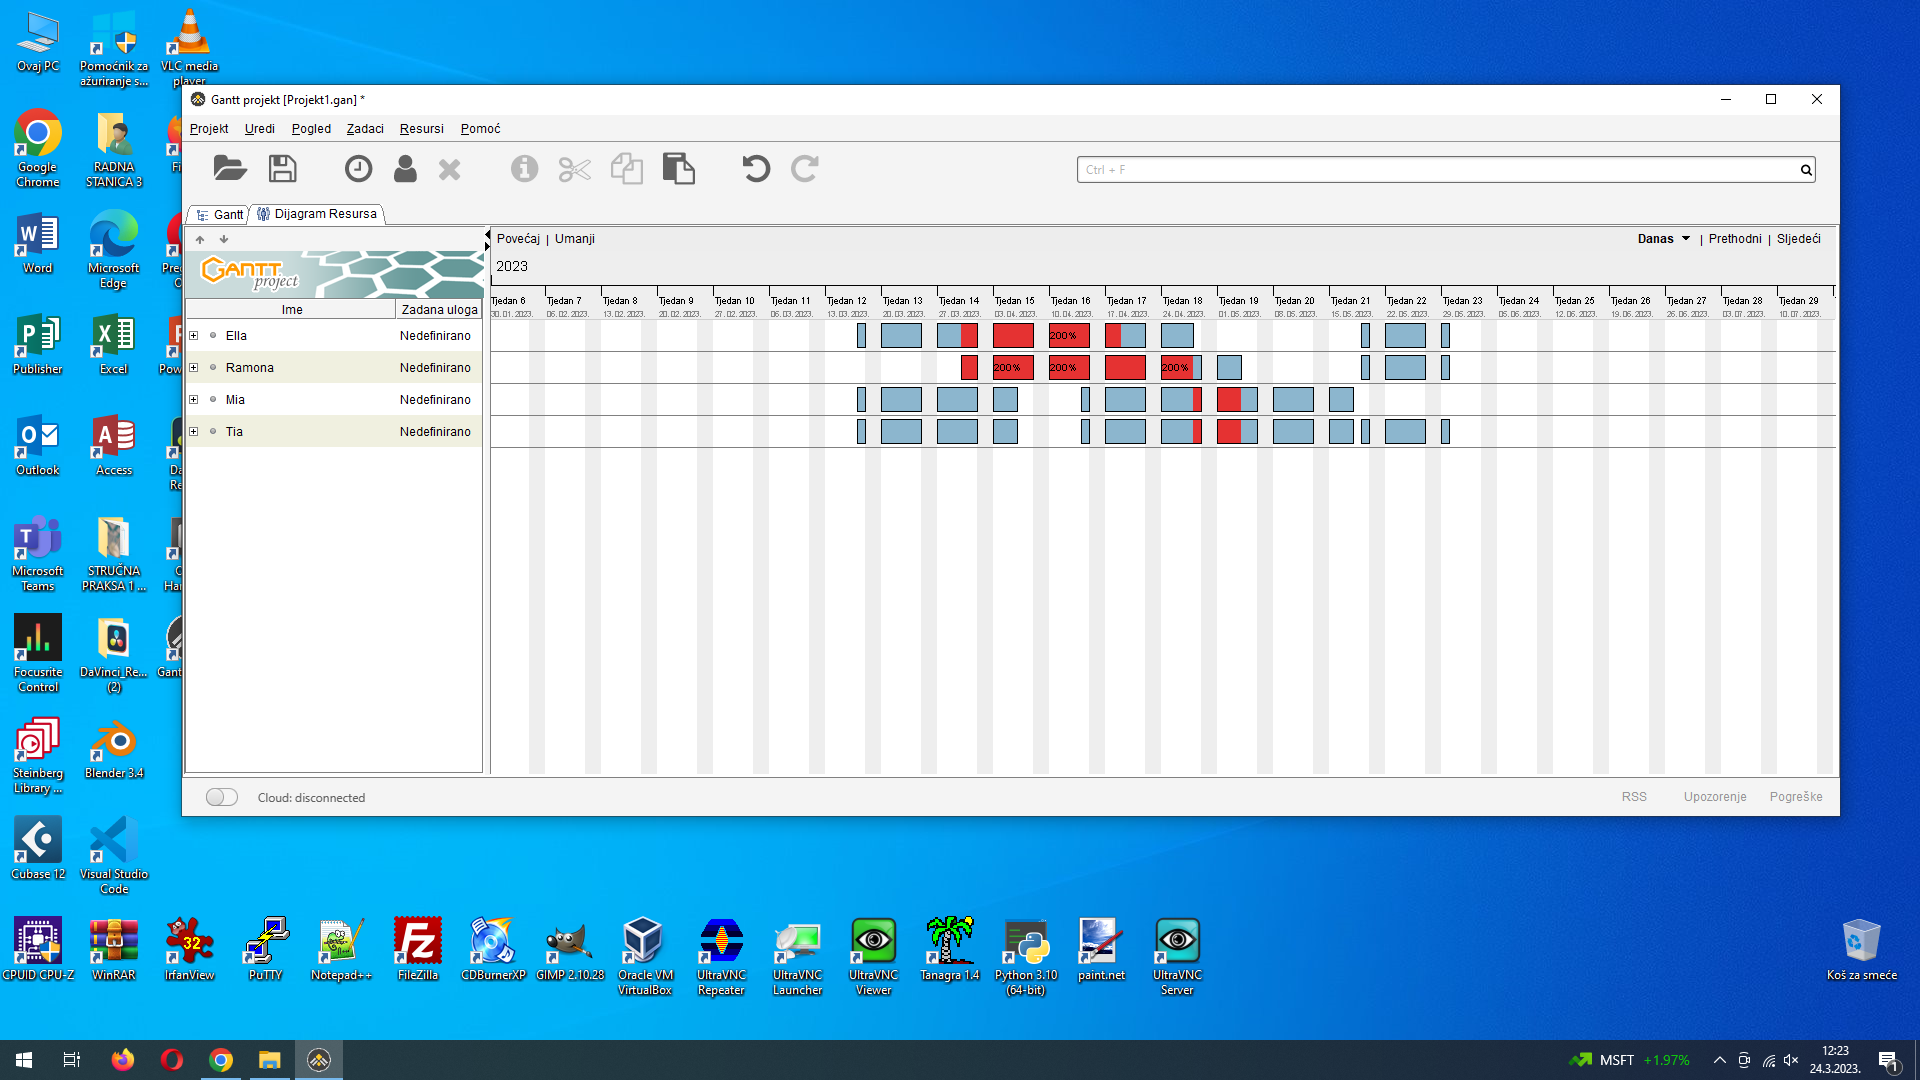 Ovaj PC
Pomoćnik za
ažuriranje s...
VLC media
player
Gantt projekt [Projekt1.gan] *
Projekt Uredi Pogled Zadaci Resursi Pomoć
Ctrl + F
Google
Chrome
RADNA
STANICA 3
Fi
Gantt Dijagram Resursa
Povećaj | Umanji
Danas | Prethodni | Sljedeći
GANTT
project
2023
Word
Microsoft
Edge
Pre
O
Ime Zadana uloga
Tjedan 6 Tjedan 7 Tjedan 8 Tjedan 9 Tjedan 10 Tjedan 11 Tjedan 12 Tjedan 13 Tjedan 14 Tjedan 15 Tjedan 16 Tjedan 17 Tjedan 18 Tjedan 19 Tjedan 20 Tjedan 21 Tjedan 22 Tjedan 23 Tjedan 24 Tjedan 25 Tjedan 26 Tjedan 27 Tjedan 28 Tjedan 29
30.01.2023. 06.02.2023. 13.02.2023. 20.02.2023. 27.02.2023. 06.03.2023. 13.03.2023. 20.03.2023. 27.03.2023. 03.04.2023. 10.04.2023. 17.04.2023. 24.04.2023. 01.05.2023. 08.05.2023. 15.05.2023. 22.05.2023. 29.05.2023. 05.06.2023. 12.06.2023. 19.06.2023. 26.06.2023. 03.07.2023. 10.07.2023.
Ella Nedefinirano 200%
Ramona Nedefinirano 200% 200% 200%
Mia Nedefinirano
Tia Nedefinirano
Publisher
Excel
Pow
Outlook
Access
Da
Re
Microsoft
Teams
STRUČNA
PRAKSA 1 ...
Har
Focusrite
Control
DaVinci_Re...
(2)
Gant
Steinberg
Library ...
Blender 3.4
Cloud: disconnected
RSS Upozorenje Pogreške
Cubase 12
Visual Studio
Code
CPUID CPU-Z
WinRAR
32
IrfanView
PuTTY
Notepad++
FileZilla
CDBurnerXP
GIMP 2.10.28
Oracle VM
VirtualBox
UltraVNC
Repeater
UltraVNC
Launcher
UltraVNC
Viewer
Tanagra 1.4
Python 3.10
(64-bit)
paint.net
UltraVNC
Server
Koš za smeće
MSFT +1.97%
12:23
24.3.2023.
1